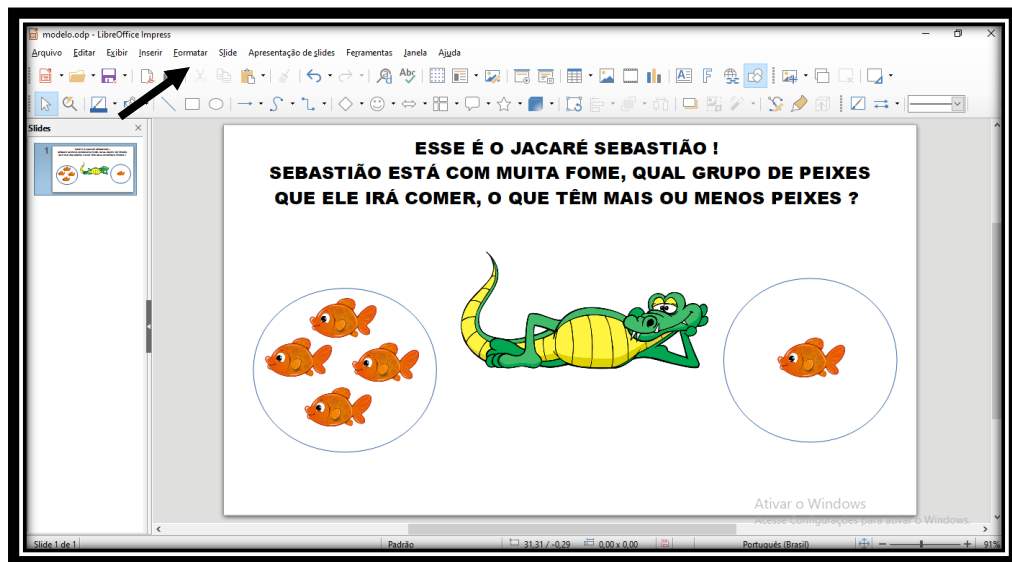 modelo.odp - LibreOffice Impress
Arquivo Editar Exibir Inserir Formatar Slide Apresentação de slides Ferramentas Janela Ajuda
Slides
1
ESSE É O JACARÉ SEBASTIÃO !
SEBASTIÃO ESTÁ COM MUITA FOME, QUAL GRUPO DE PEIXES
QUE ELE IRÁ COMER, O QUE TÊM MAIS OU MENOS PEIXES ?
Ativar o Windows
Acesse Configurações para ativar o Windows.
Slide 1 de 1 Padrão 31,31 / -0,29 0,00 x 0,00 Português (Brasil) 91%